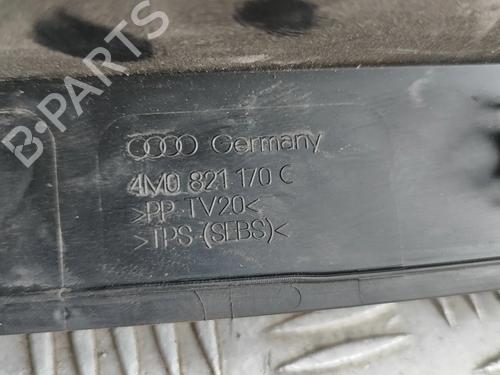 B-PARTS
Germany
4M0 821 170 C
>PP TV20<
>TPS-(SEBS)<